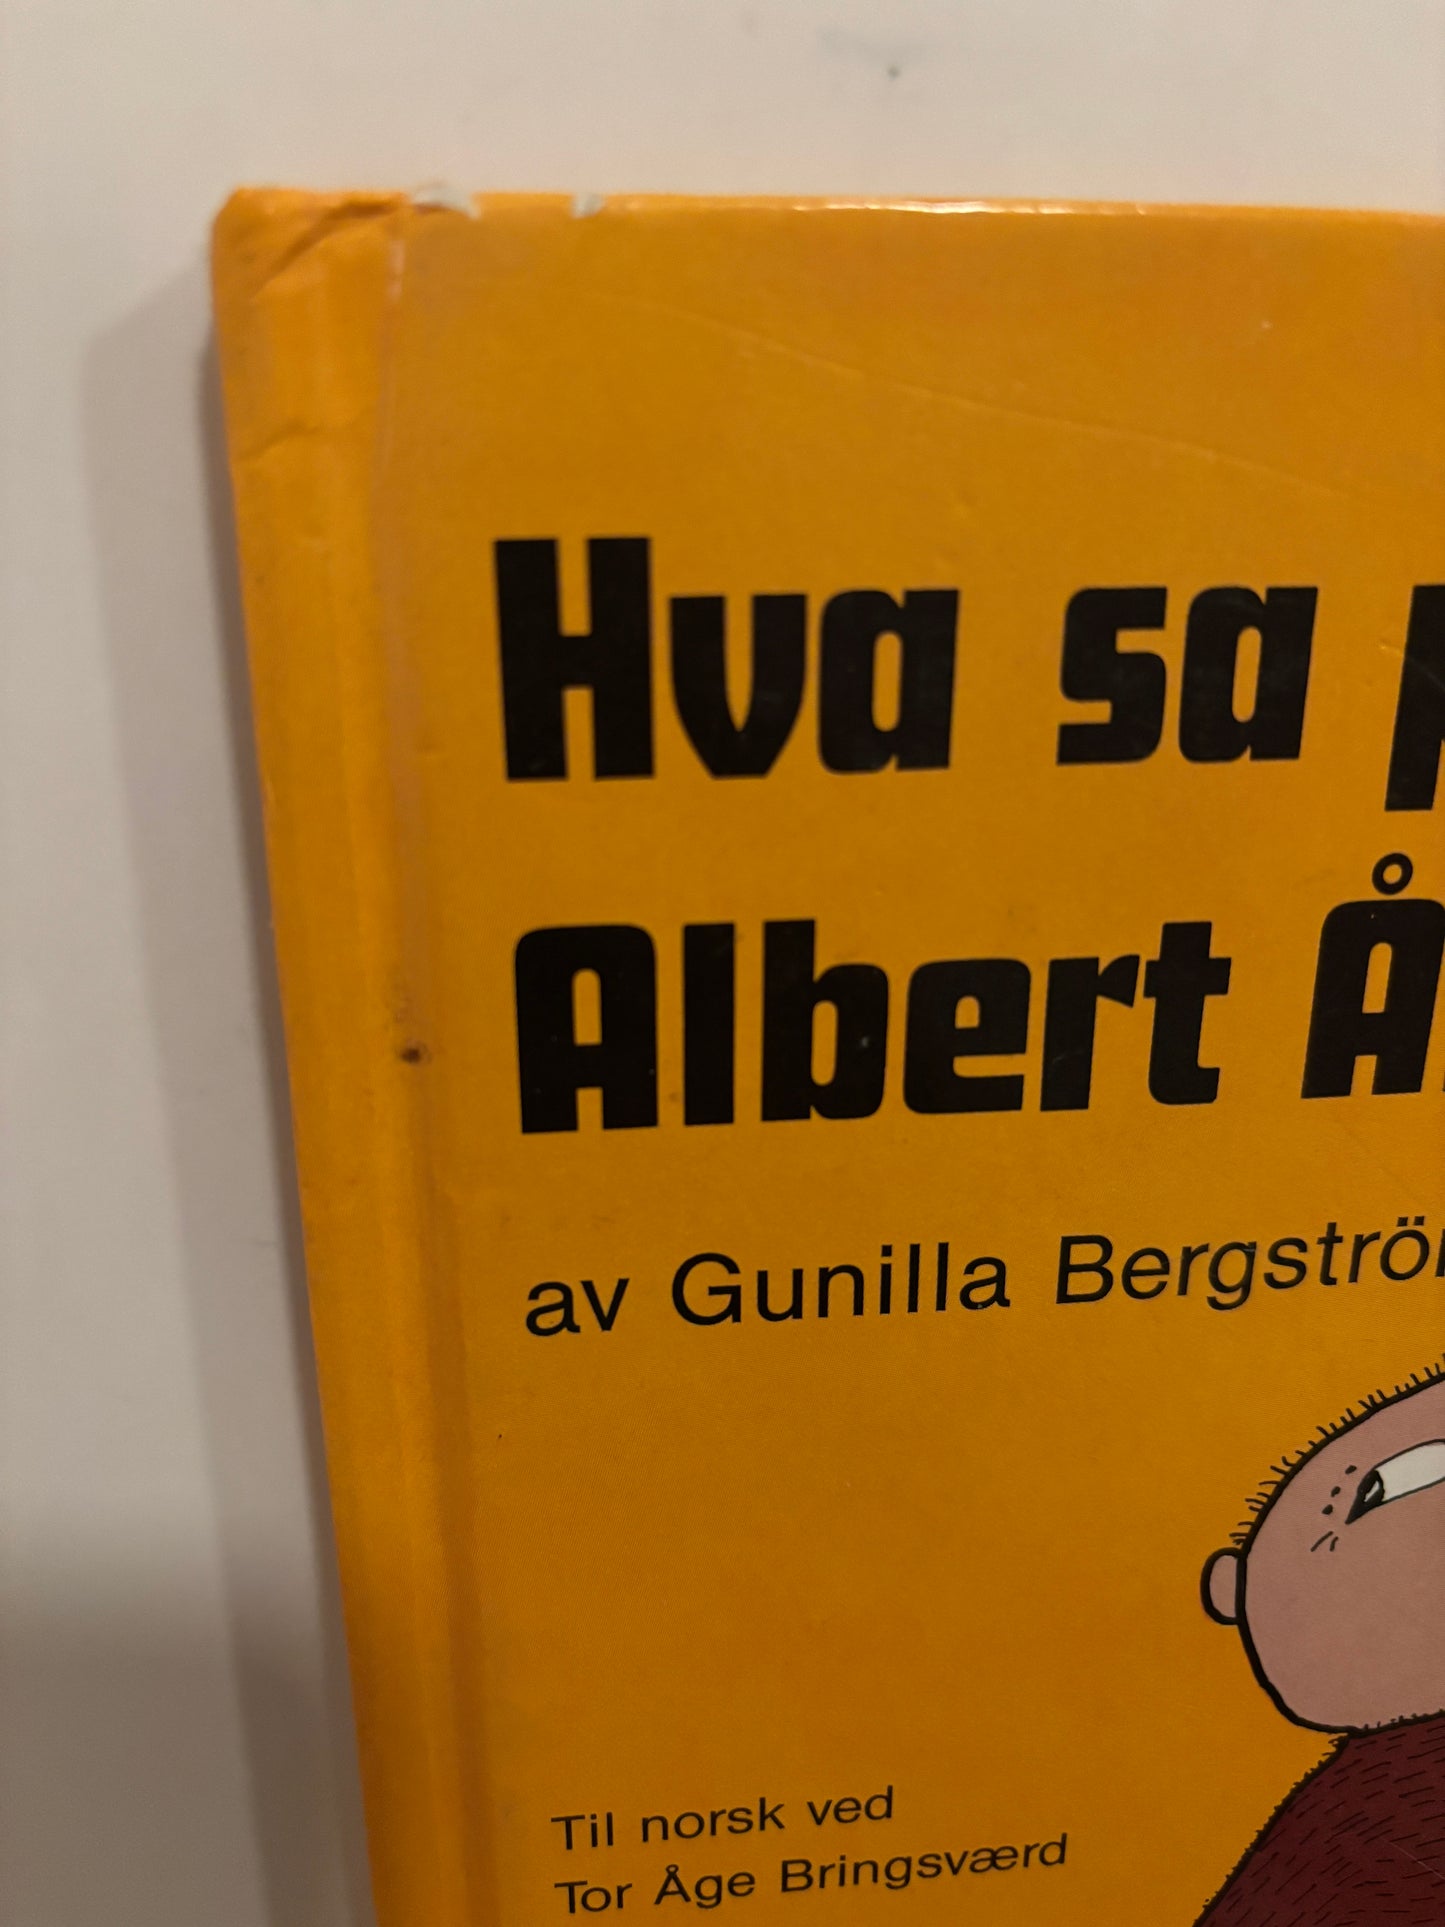 Hva sa
Albert
av Gunilla
Til norsk ved
Tor Åge Bringsværd